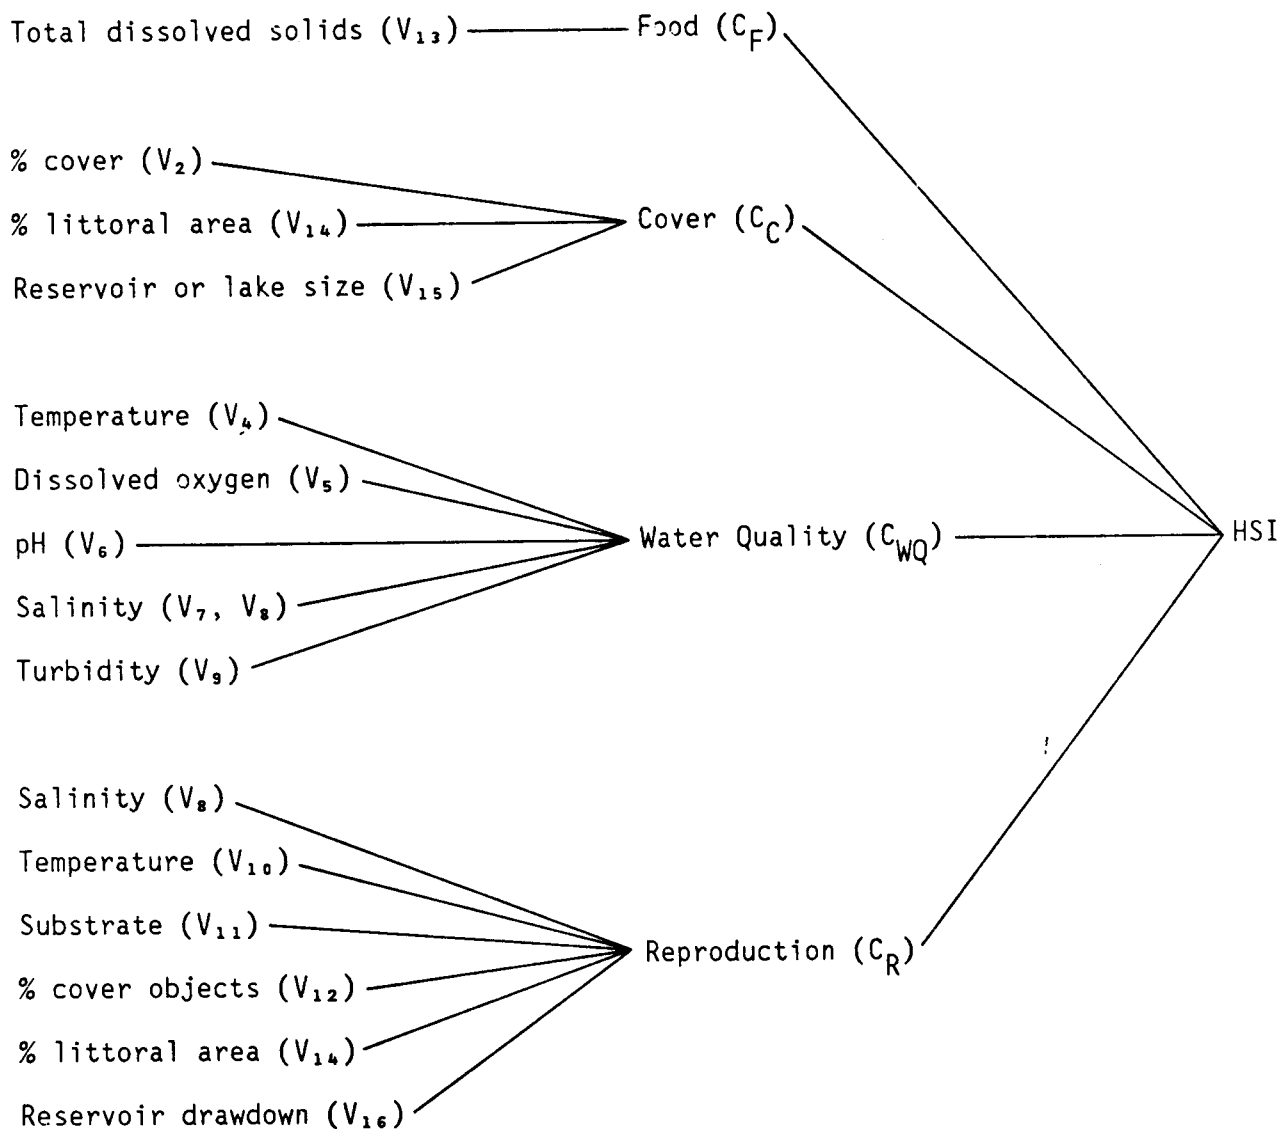 Total dissolved solids (V₁₃)
Food (C_F)
% cover (V₂)
% littoral area (V₁₄)
Reservoir or lake size (V₁₅)
Cover (C_C)
Temperature (V₄)
Dissolved oxygen (V₅)
pH (V₆)
Salinity (V₇, V₈)
Turbidity (V₉)
Water Quality (C_WQ)
HSI
Salinity (V₈)
Temperature (V₁₀)
Substrate (V₁₁)
% cover objects (V₁₂)
% littoral area (V₁₄)
Reservoir drawdown (V₁₆)
Reproduction (C_R)